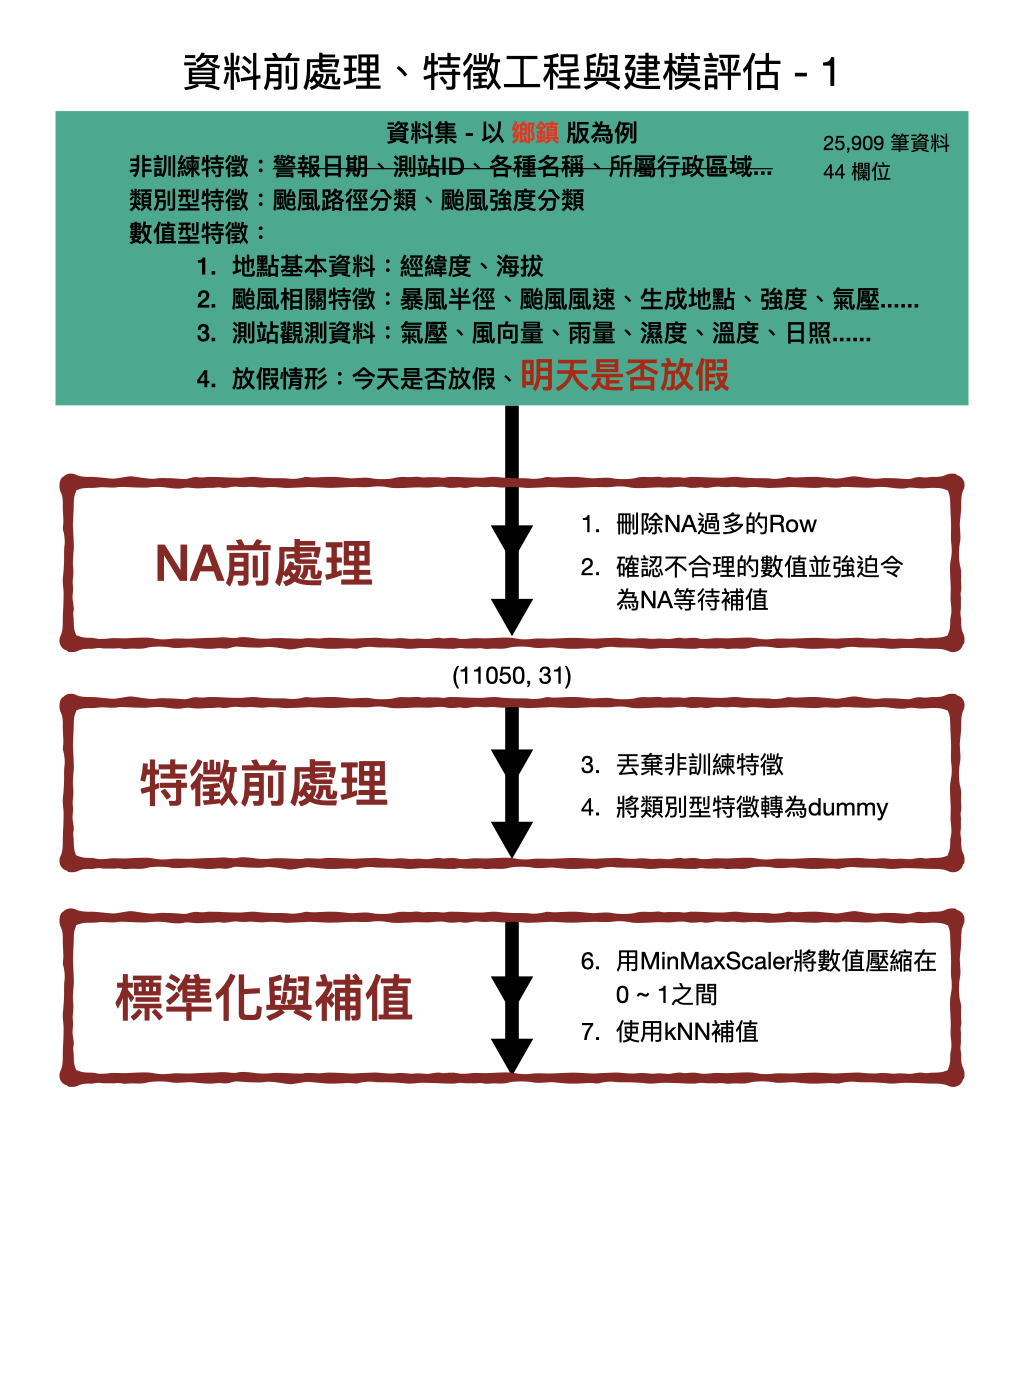 資料前處理、特徵工程與建模評估 - 1
資料集 - 以 鄉鎮 版為例
25,909 筆資料
44 欄位
非訓練特徵：警報日期、測站ID、各種名稱、所屬行政區域...
類別型特徵：颱風路徑分類、颱風強度分類
數值型特徵：
1. 地點基本資料：經緯度、海拔
2. 颱風相關特徵：暴風半徑、颱風風速、生成地點、強度、氣壓......
3. 測站觀測資料：氣壓、風向量、雨量、濕度、溫度、日照......
4. 放假情形：今天是否放假、明天是否放假
NA前處理
1. 刪除NA過多的Row
2. 確認不合理的數值並強迫令
為NA等待補值
(11050, 31)
特徵前處理
3. 丟棄非訓練特徵
4. 將類別型特徵轉為dummy
標準化與補值
6. 用MinMaxScaler將數值壓縮在
0 ~ 1之間
7. 使用kNN補值